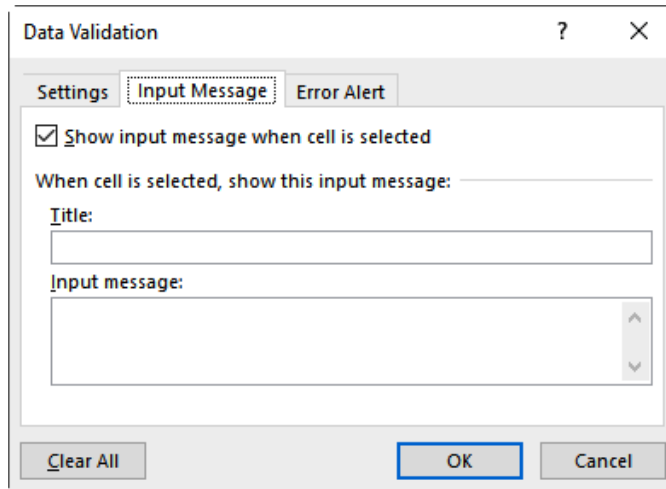 Data Validation ?
Settings Input Message Error Alert
Show input message when cell is selected
When cell is selected, show this input message:
Title:
Input message:
Clear All OK Cancel